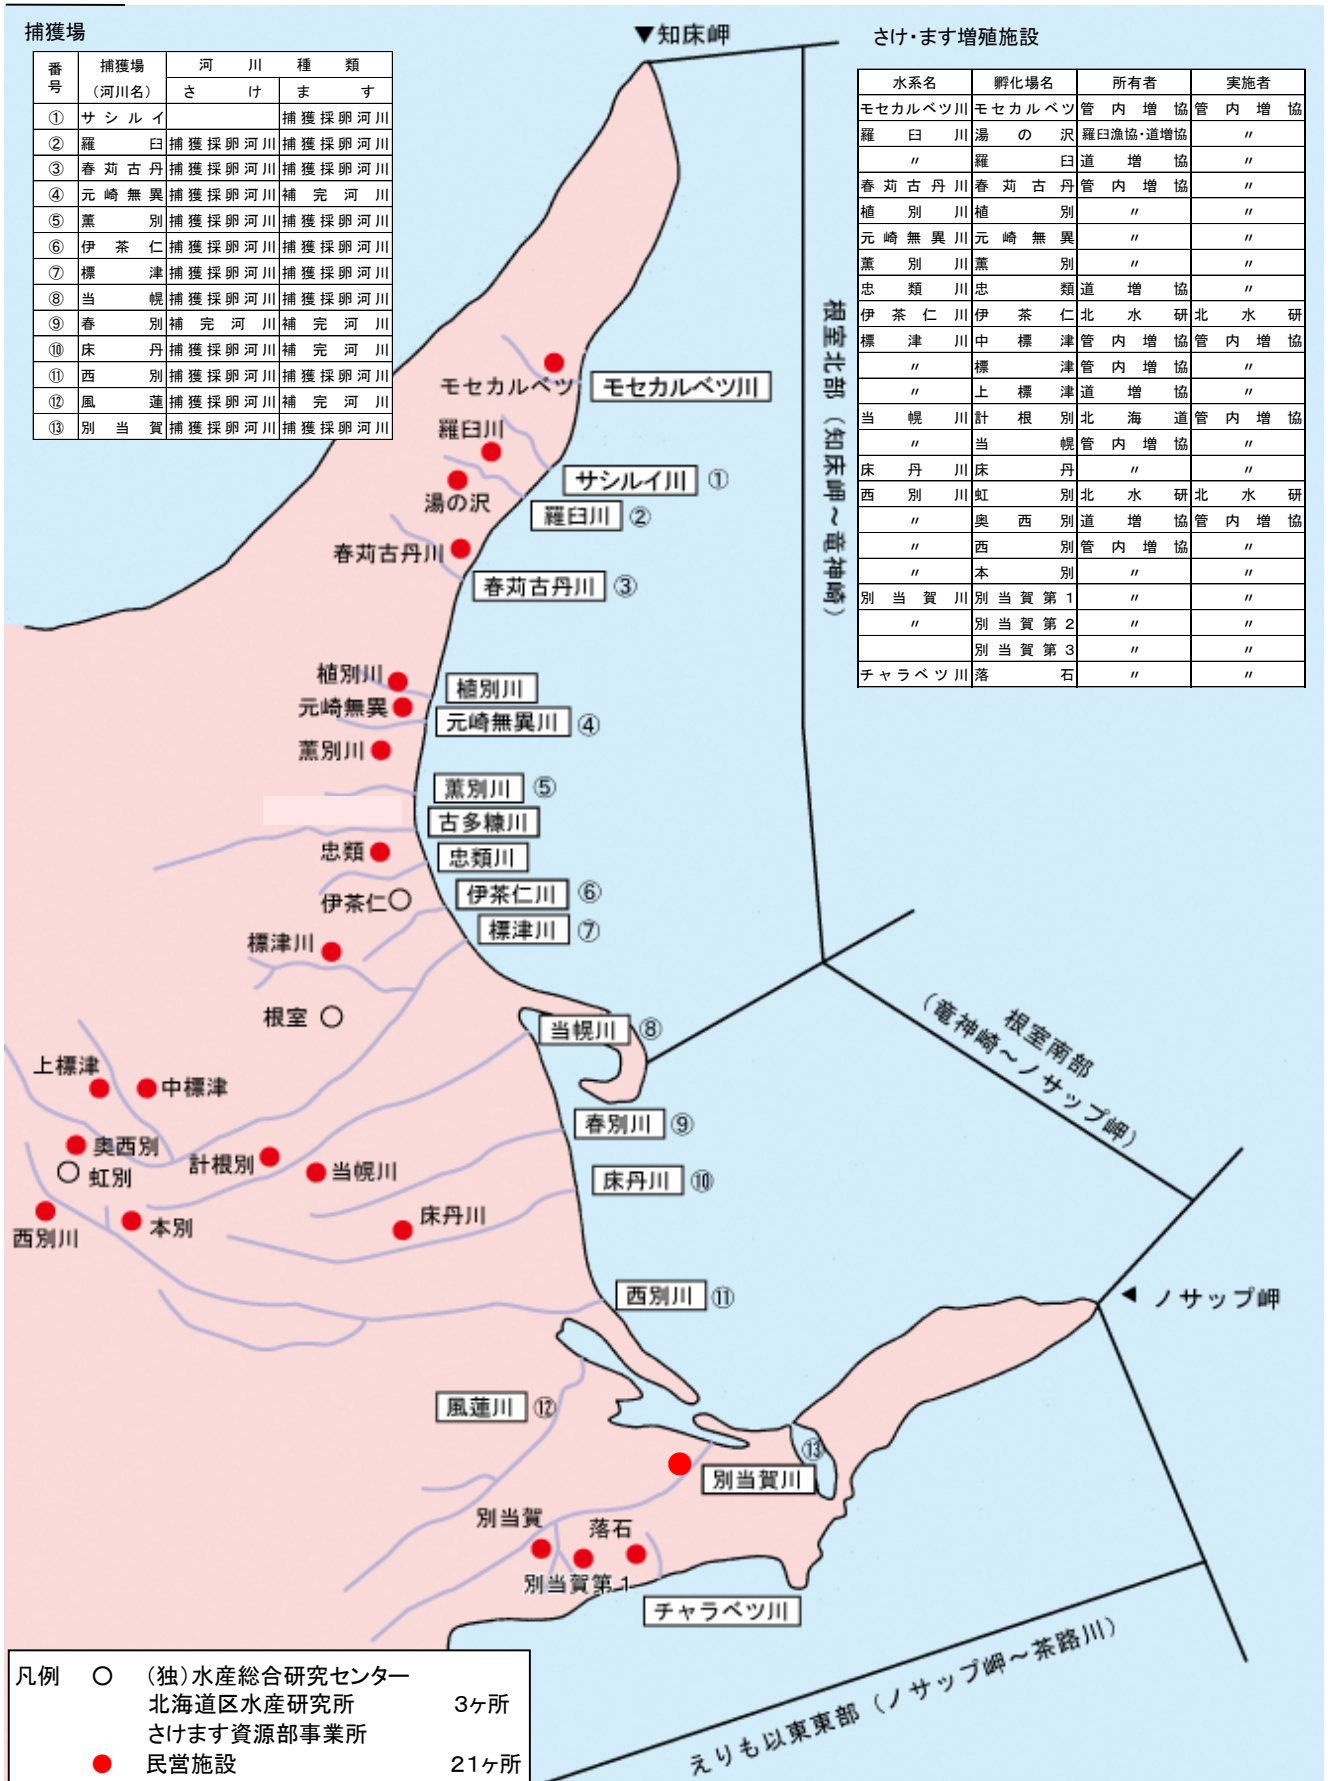 捕獲場
番号 捕獲場（河川名） 河川種類
さけ ます
① サシルイ 捕獲採卵河川
② 羅臼 捕獲採卵河川 捕獲採卵河川
③ 春苅古丹 捕獲採卵河川 捕獲採卵河川
④ 元崎無異 捕獲採卵河川 補完河川
⑤ 薫別 捕獲採卵河川 捕獲採卵河川
⑥ 伊茶仁 捕獲採卵河川 捕獲採卵河川
⑦ 標津 捕獲採卵河川 捕獲採卵河川
⑧ 当幌 捕獲採卵河川 捕獲採卵河川
⑨ 春別 補完河川 補完河川
⑩ 床丹 捕獲採卵河川 補完河川
⑪ 西別 捕獲採卵河川 捕獲採卵河川
⑫ 風蓮 捕獲採卵河川 補完河川
⑬ 別当賀 捕獲採卵河川 捕獲採卵河川
▼知床岬
さけ・ます増殖施設
水系名 孵化場名 所有者 実施者
モセカルベツ川 モセカルベツ 管内増協 管内増協
羅臼川 湯の沢 羅臼漁協・道増協 〃
〃 羅臼 道増協 〃
春苅古丹川 春苅古丹 管内増協 〃
植別川 植別 〃 〃
元崎無異川 元崎無異 〃 〃
薫別川 薫別 〃 〃
忠類川 忠類 道増協 〃
伊茶仁川 伊茶仁 北水研 北水研
標津川 中標津 管内増協 管内増協
〃 標津 管内増協 〃
〃 上標津 道増協 〃
当幌川 計根別 北海道 管内増協
〃 当幌 管内増協 〃
床丹川 床丹 〃 〃
西別川 虹別 北水研 北水研
〃 奥西別 道増協 管内増協
〃 西別 管内増協 〃
〃 本別 〃 〃
別当賀川 別当賀第1 〃 〃
〃 別当賀第2 〃 〃
別当賀第3 〃 〃
チャラベツ川 落石 〃 〃
根室北部（知床岬～竜神崎）
モセカルベツ
モセカルベツ川
羅臼川
サシルイ川 ①
湯の沢
羅臼川 ②
春苅古丹川
春苅古丹川 ③
植別川
植別川
元崎無異
元崎無異川 ④
薫別川
薫別川 ⑤
古多糠川
忠類
忠類川
伊茶仁
伊茶仁川 ⑥
標津川 ⑦
標津川
根室
当幌川 ⑧
根室南部
（竜神崎～ノサップ岬）
上標津
中標津
奥西別
春別川 ⑨
計根別
当幌川
虹別
床丹川 ⑩
西別川
本別
床丹川
西別川 ⑪
◀ ノサップ岬
風蓮川 ⑫
⑬
別当賀川
別当賀
落石
別当賀第1
チャラベツ川
えりも以東東部（ノサップ岬～茶路川）
凡例 ○ （独）水産総合研究センター
北海道区水産研究所 3ヶ所
さけます資源部事業所
● 民営施設 21ヶ所